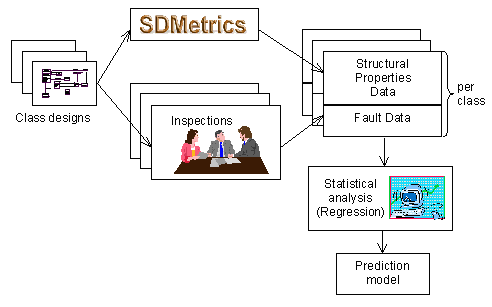 SDMetrics
Class designs
Inspections
Structural
Properties
Data
Fault Data
per
class
Statistical
analysis
(Regression)
Prediction
model